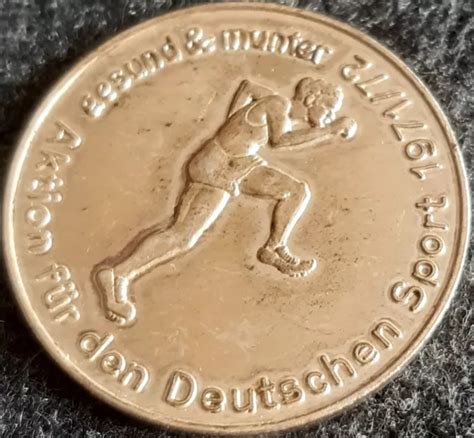 gesund & munter
Aktion für den Deutschen Sport 1971/72